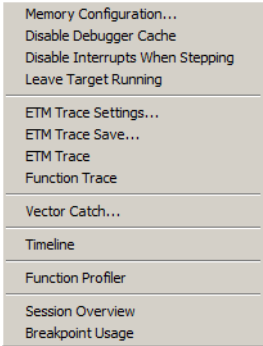 Memory Configuration...
Disable Debugger Cache
Disable Interrupts When Stepping
Leave Target Running
ETM Trace Settings...
ETM Trace Save...
ETM Trace
Function Trace
Vector Catch...
Timeline
Function Profiler
Session Overview
Breakpoint Usage